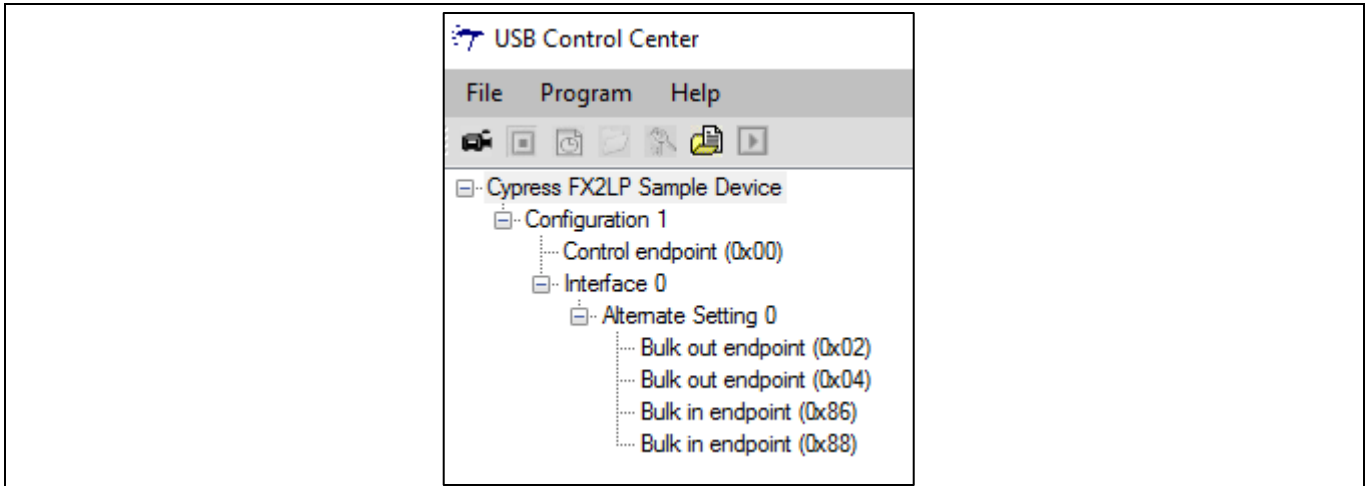 USB Control Center
File Program Help
Cypress FX2LP Sample Device
Configuration 1
Control endpoint (0x00)
Interface 0
Alternate Setting 0
Bulk out endpoint (0x02)
Bulk out endpoint (0x04)
Bulk in endpoint (0x86)
Bulk in endpoint (0x88)